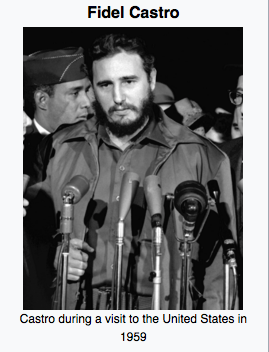 Fidel Castro
Castro during a visit to the United States in
1959